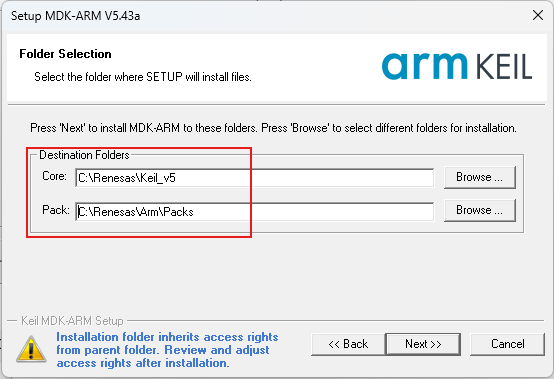 Setup MDK-ARM V5.43a
Folder Selection
Select the folder where SETUP will install files.
arm KEIL
Press 'Next' to install MDK-ARM to these folders. Press 'Browse' to select different folders for installation.
Destination Folders
Core: C:\Renesas\Keil_v5 Browse ...
Pack: C:\Renesas\Arm\Packs Browse ...
Keil MDK-ARM Setup
Installation folder inherits access rights
from parent folder. Review and adjust
access rights after installation.
<< Back Next >> Cancel